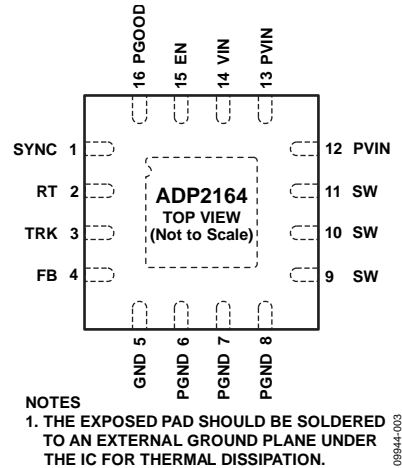 16 PGOOD
15 EN
14 VIN
13 PVIN
SYNC 1
RT 2
TRK 3
FB 4
12 PVIN
11 SW
10 SW
9 SW
ADP2164
TOP VIEW
(Not to Scale)
GND 5
PGND 6
PGND 7
PGND 8
NOTES
1. THE EXPOSED PAD SHOULD BE SOLDERED
TO AN EXTERNAL GROUND PLANE UNDER
THE IC FOR THERMAL DISSIPATION.
09944-003